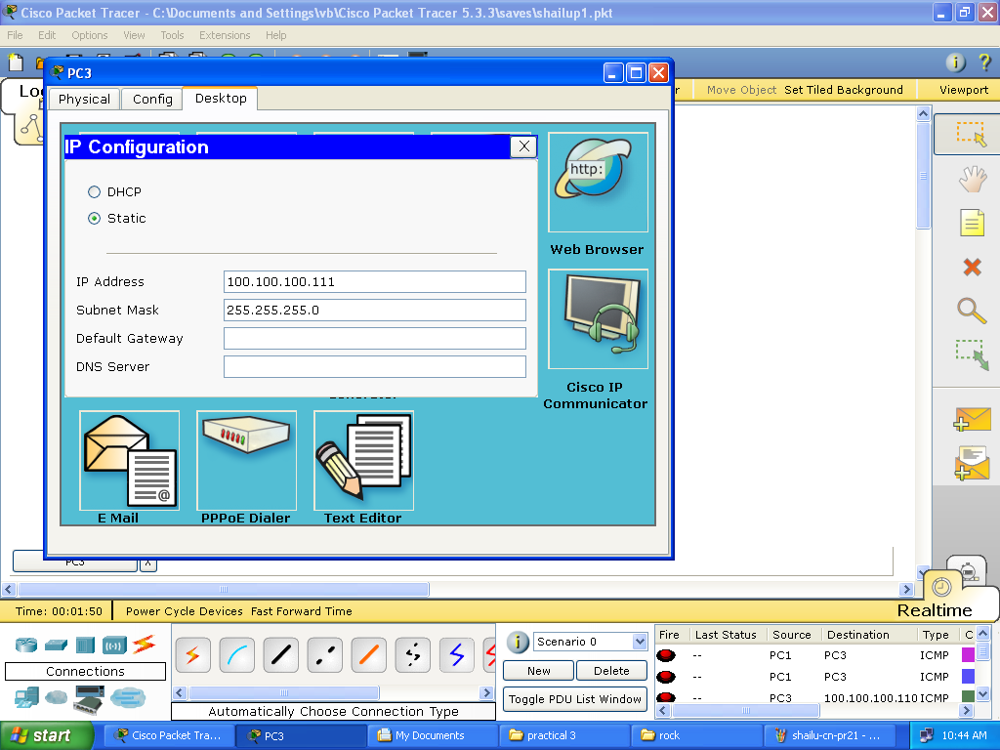 Cisco Packet Tracer - C:\Documents and Settings\vb\Cisco Packet Tracer 5.3.3\saves\shailup1.pkt
File Edit Options View Tools Extensions Help
PC3
Physical Config Desktop
Move Object Set Tiled Background Viewport
IP Configuration X
DHCP
Static
IP Address 100.100.100.111
Subnet Mask 255.255.255.0
Default Gateway
DNS Server
http:
Web Browser
Cisco IP
Communicator
E Mail PPPoE Dialer Text Editor
PC3 X
Time: 00:01:50 Power Cycle Devices Fast Forward Time
Realtime
Connections
Automatically Choose Connection Type
Scenario 0
New Delete
Toggle PDU List Window
Fire Last Status Source Destination Type C
-- PC1 PC3 ICMP
-- PC1 PC3 ICMP
-- PC3 100.100.100.110 ICMP
start Cisco Packet Tra... PC3 My Documents practical 3 rock shailu-cn-pr21 - ... 10:44 AM